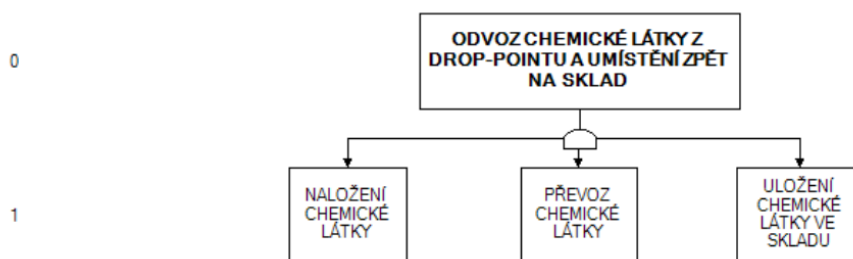 0
ODVOZ CHEMICKÉ LÁTKY Z
DROP-POINTU A UMÍSTĚNÍ ZPĚT
NA SKLAD
1
NALOŽENÍ
CHEMICKÉ
LÁTKY
PŘEVOZ
CHEMICKÉ
LÁTKY
ULOŽENÍ
CHEMICKÉ
LÁTKY VE
SKLADU